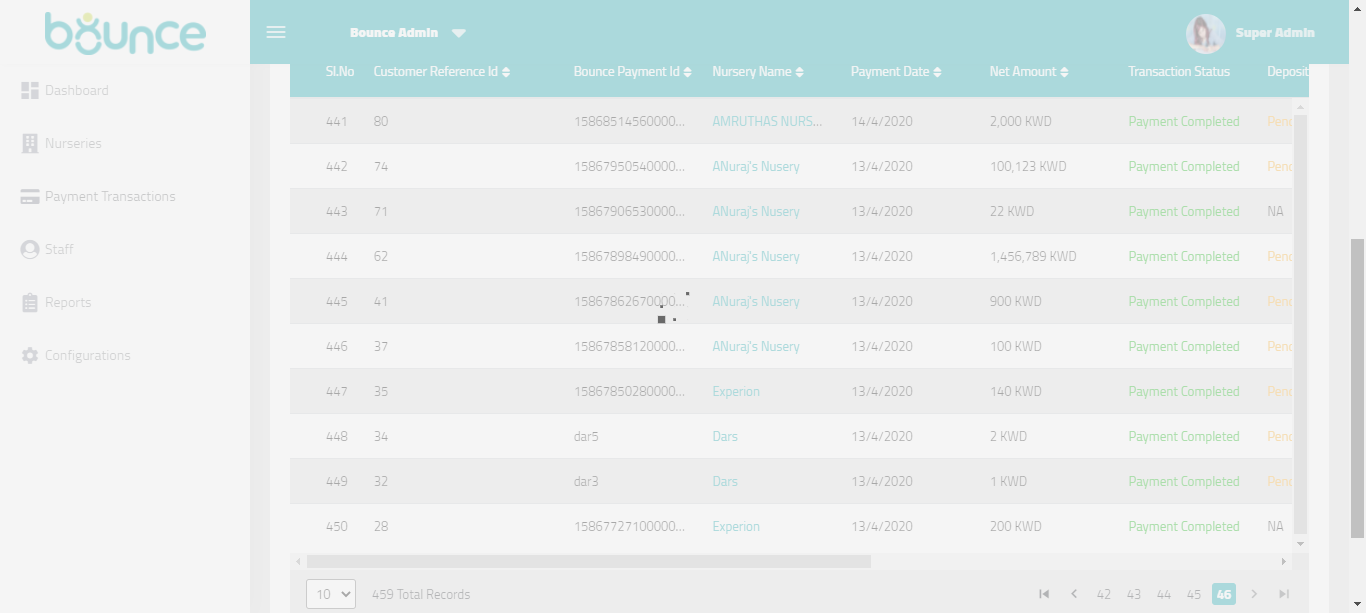 bounce
Bounce Admin
Super Admin
Dashboard
Nurseries
Payment Transactions
Staff
Reports
Configurations
Sl.No Customer Reference Id Bounce Payment Id Nursery Name Payment Date Net Amount Transaction Status Deposit
441 80 15868514560000... AMRUTHAS NURS... 14/4/2020 2,000 KWD Payment Completed Pend
442 74 15867950540000... ANuraj's Nusery 13/4/2020 100,123 KWD Payment Completed Pend
443 71 15867906530000... ANuraj's Nusery 13/4/2020 22 KWD Payment Completed NA
444 62 15867898490000... ANuraj's Nusery 13/4/2020 1,456,789 KWD Payment Completed Pend
445 41 15867862670000... ANuraj's Nusery 13/4/2020 900 KWD Payment Completed Pend
446 37 15867858120000... ANuraj's Nusery 13/4/2020 100 KWD Payment Completed Pend
447 35 15867850280000... Experion 13/4/2020 140 KWD Payment Completed Pend
448 34 dar5 Dars 13/4/2020 2 KWD Payment Completed Pend
449 32 dar3 Dars 13/4/2020 1 KWD Payment Completed Pend
450 28 15867727100000... Experion 13/4/2020 200 KWD Payment Completed NA
10 459 Total Records 42 43 44 45 46